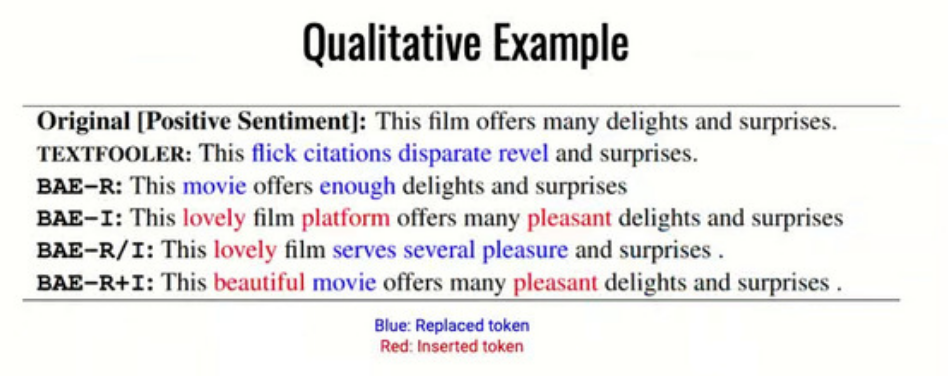 Qualitative Example
Original [Positive Sentiment]: This film offers many delights and surprises.
TEXTFOOLER: This flick citations disparate revel and surprises.
BAE-R: This movie offers enough delights and surprises
BAE-I: This lovely film platform offers many pleasant delights and surprises
BAE-R/I: This lovely film serves several pleasure and surprises .
BAE-R+I: This beautiful movie offers many pleasant delights and surprises .
Blue: Replaced token
Red: Inserted token